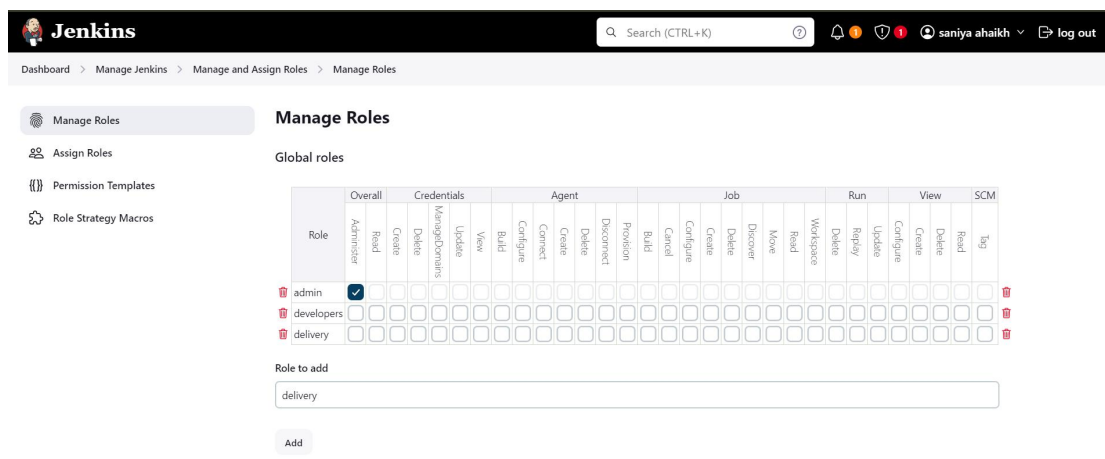 Jenkins
Search (CTRL+K)
?
1
1
saniya ahaikh
log out
Dashboard > Manage Jenkins > Manage and Assign Roles > Manage Roles
Manage Roles
Assign Roles
Permission Templates
Role Strategy Macros
Manage Roles
Global roles
Role
Overall Credentials Agent Job Run View SCM
Administer Read Create Delete ManageDomains Update View Build Configure Connect Create Delete Disconnect Provision Build Cancel Configure Create Delete Discover Move Read Workspace Delete Replay Update Configure Create Delete Read Tag
admin
developers
delivery
Role to add
delivery
Add